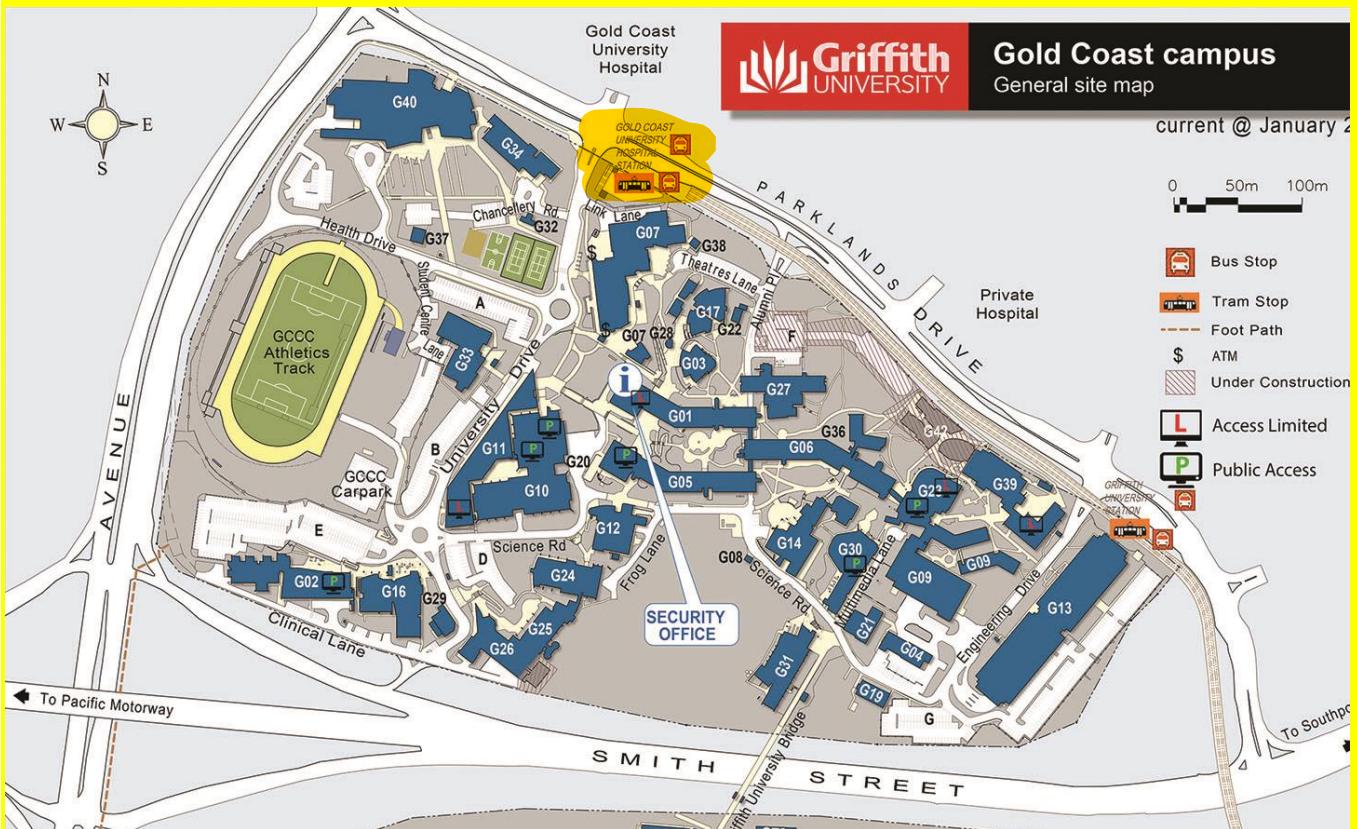 Gold Coast
University
Hospital
Griffith
UNIVERSITY
Gold Coast campus
General site map
current @ January
N
W
E
S
0 50m 100m
Bus Stop
Tram Stop
Foot Path
$ ATM
Under Construction
L Access Limited
P Public Access
GOLD COAST
UNIVERSITY
HOSPITAL
STATION
PARKLANDS DRIVE
Private
Hospital
G40
G34
Chancellery Rd.
G32
Link Lane
G07
$
G38
Theatres Lane
Alumni Pl
G37
Health Drive
Student Centre
Lane
A
G33
GCCC
Athletics
Track
G17
G22
G28
G07
$
G03
F
G27
i
L
G01
University Drive
B
G11
P
P
G20
P
G05
G10
L
G06
G36
G42
G23
L
P
G39
L
GRIFFITH
UNIVERSITY
STATION
AVENUE
GCCC
Carpark
E
D
Science Rd
G12
Frog Lane
G14
G30
P
G08
Science Rd
Multimedia Lane
G09
G09
Engineering Drive
G13
G02
P
G16
G29
Clinical Lane
G24
G25
G26
SECURITY
OFFICE
G31
G21
G04
G19
G
To Pacific Motorway
SMITH STREET
University Bridge